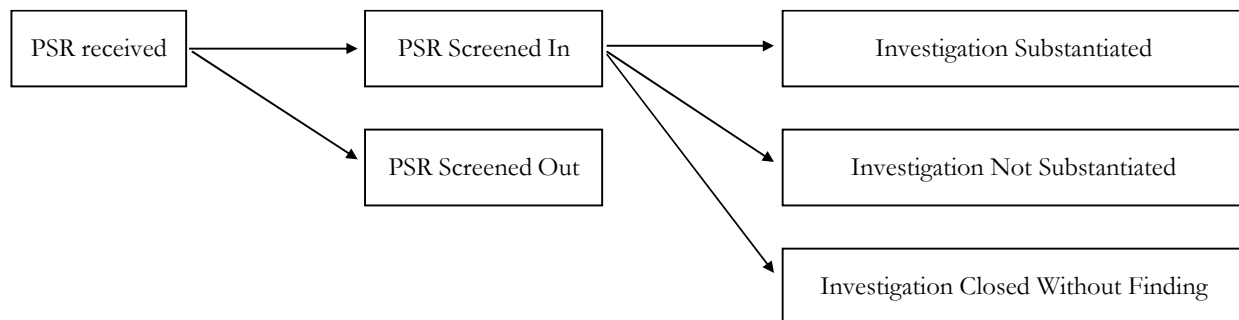 PSR received
PSR Screened In
Investigation Substantiated
PSR Screened Out
Investigation Not Substantiated
Investigation Closed Without Finding